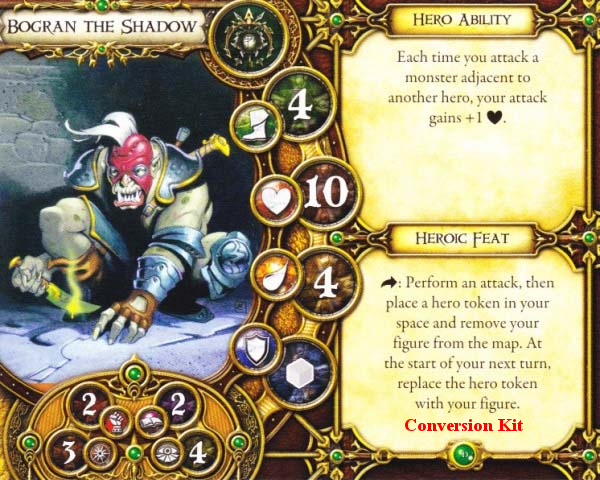 Bogran the Shadow
4
10
4
2 2
3 4
Hero Ability
Each time you attack a
monster adjacent to
another hero, your attack
gains +1 ♥.
Heroic Feat
: Perform an attack, then
place a hero token in your
space and remove your
figure from the map. At
the start of your next turn,
replace the hero token
with your figure.
Conversion Kit